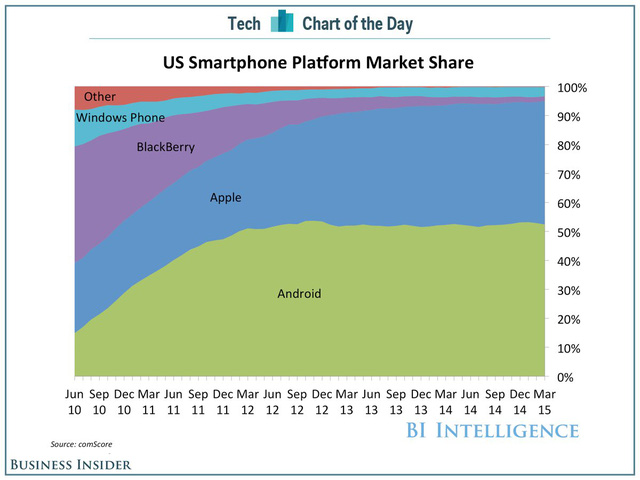 Tech Chart of the Day
US Smartphone Platform Market Share
Other
Windows Phone
BlackBerry
Apple
Android
100%
90%
80%
70%
60%
50%
40%
30%
20%
10%
0%
Jun Sep Dec Mar Jun Sep Dec Mar Jun Sep Dec Mar Jun Sep Dec Mar Jun Sep Dec Mar
10 10 10 11 11 11 11 12 12 12 12 13 13 13 13 14 14 14 14 15
BI INTELLIGENCE
Source: comScore
BUSINESS INSIDER